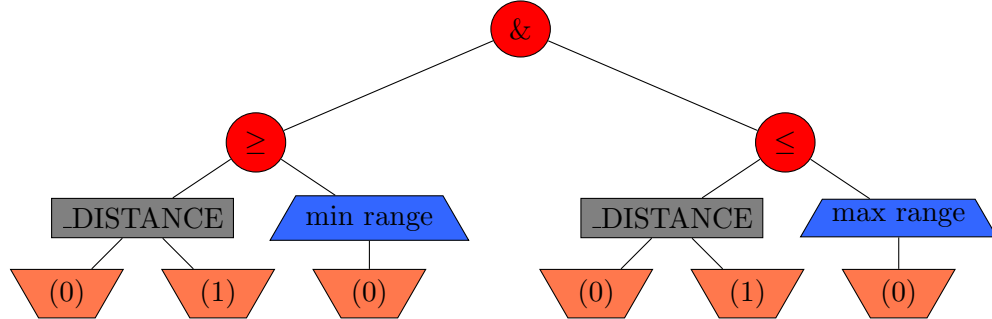 &
≥ ≤
_DISTANCE min range _DISTANCE max range
(0) (1) (0) (0) (1) (0)